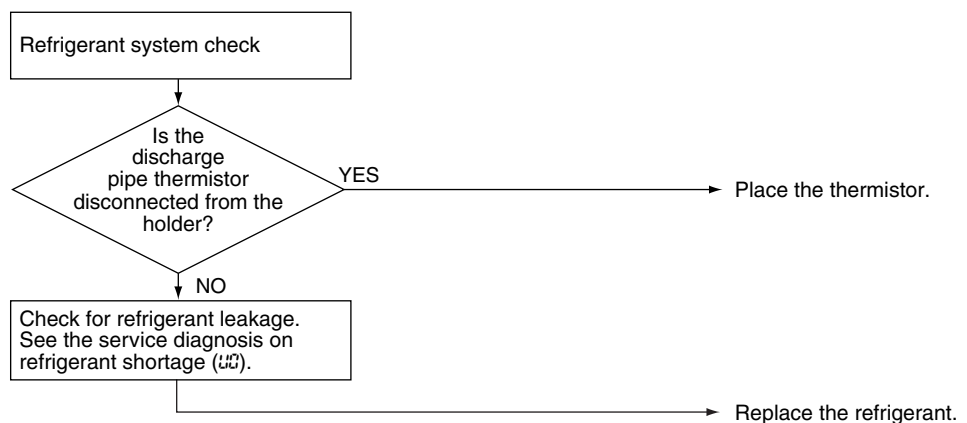 Refrigerant system check
Is the
discharge
pipe thermistor
disconnected from the
holder?
YES
Place the thermistor.
NO
Check for refrigerant leakage.
See the service diagnosis on
refrigerant shortage (U0).
Replace the refrigerant.